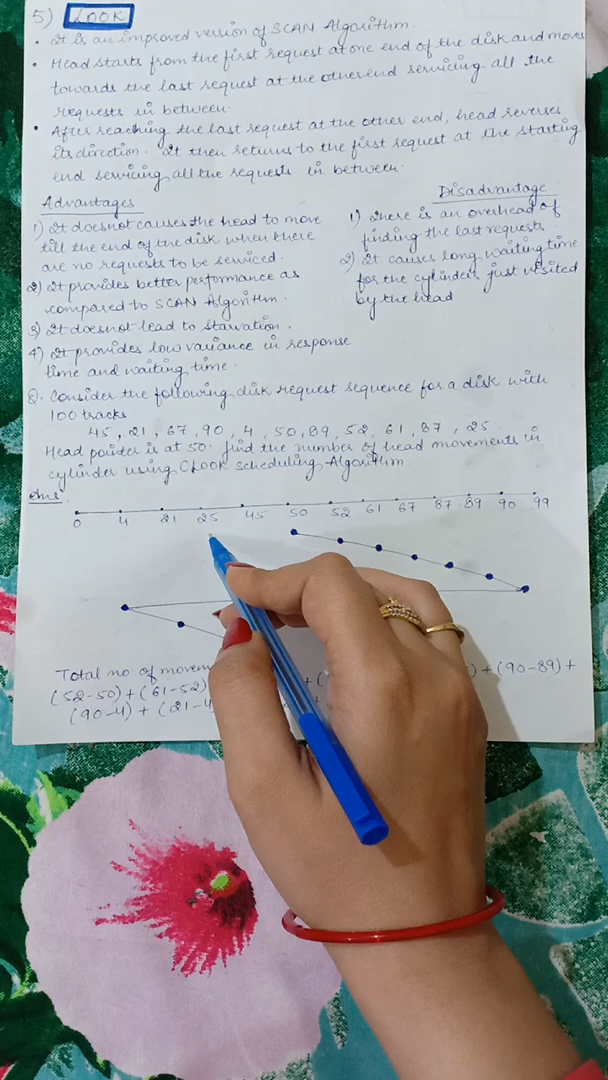 5) LOOK
• It is an improved version of SCAN Algorithm.
• Head starts from the first request at one end of the disk and moves
towards the last request at the other end servicing all the
requests in between.
• After reaching the last request at the other end, head reverses
its direction. It then returns to the first request at the starting
end servicing all the requests in between.
Advantages
1) It doesnot causes the head to move
till the end of the disk when there
are no requests to be serviced.
2) It provides better performance as
compared to SCAN Algorithm.
3) It doesnot lead to starvation.
4) It provides low variance in response
time and waiting time.
Disadvantage
1) There is an overhead of
finding the last requests.
2) It causes long waiting time
for the cylinders just visited
by the head
Q. Consider the following disk request sequence for a disk with
100 tracks
45, 21, 67, 90, 4, 50, 89, 52, 61, 87, 25
Head pointer is at 50. find the number of head movements in
cylinder using CLOOK scheduling Algorithm.
Ans
0 4 21 25 45 50 52 61 67 87 89 90 99
Total no of movem
(52-50)+(61-52) +( )+(90-89)+
(90-4) + (21-4